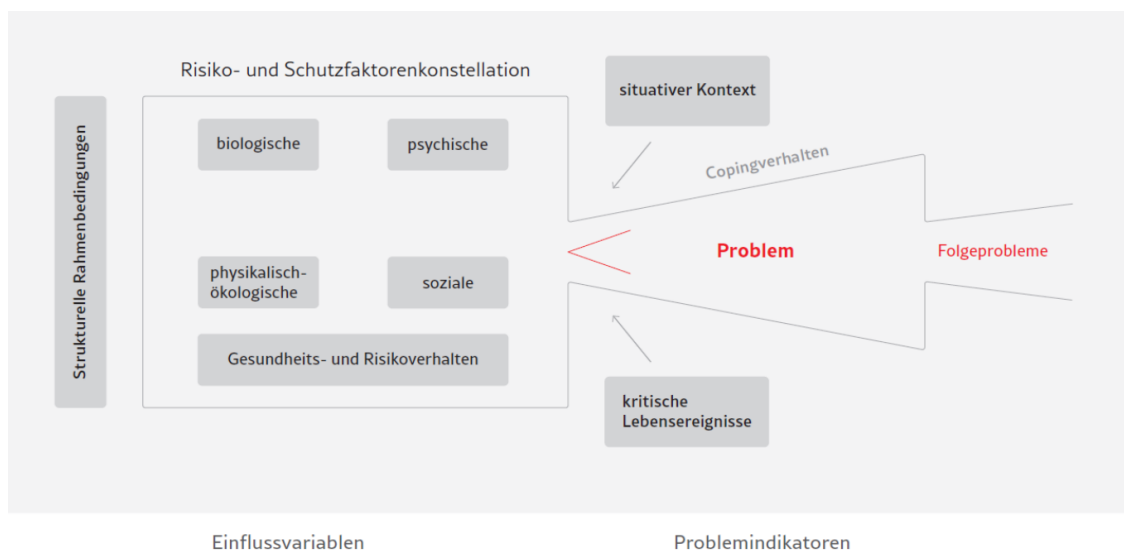 Risiko- und Schutzfaktorenkonstellation
Strukturelle Rahmenbedingungen
biologische
psychische
physikalisch-
ökologische
soziale
Gesundheits- und Risikoverhalten
situativer Kontext
Copingverhalten
Problem
Folgeprobleme
kritische
Lebensereignisse
Einflussvariablen
Problemindikatoren